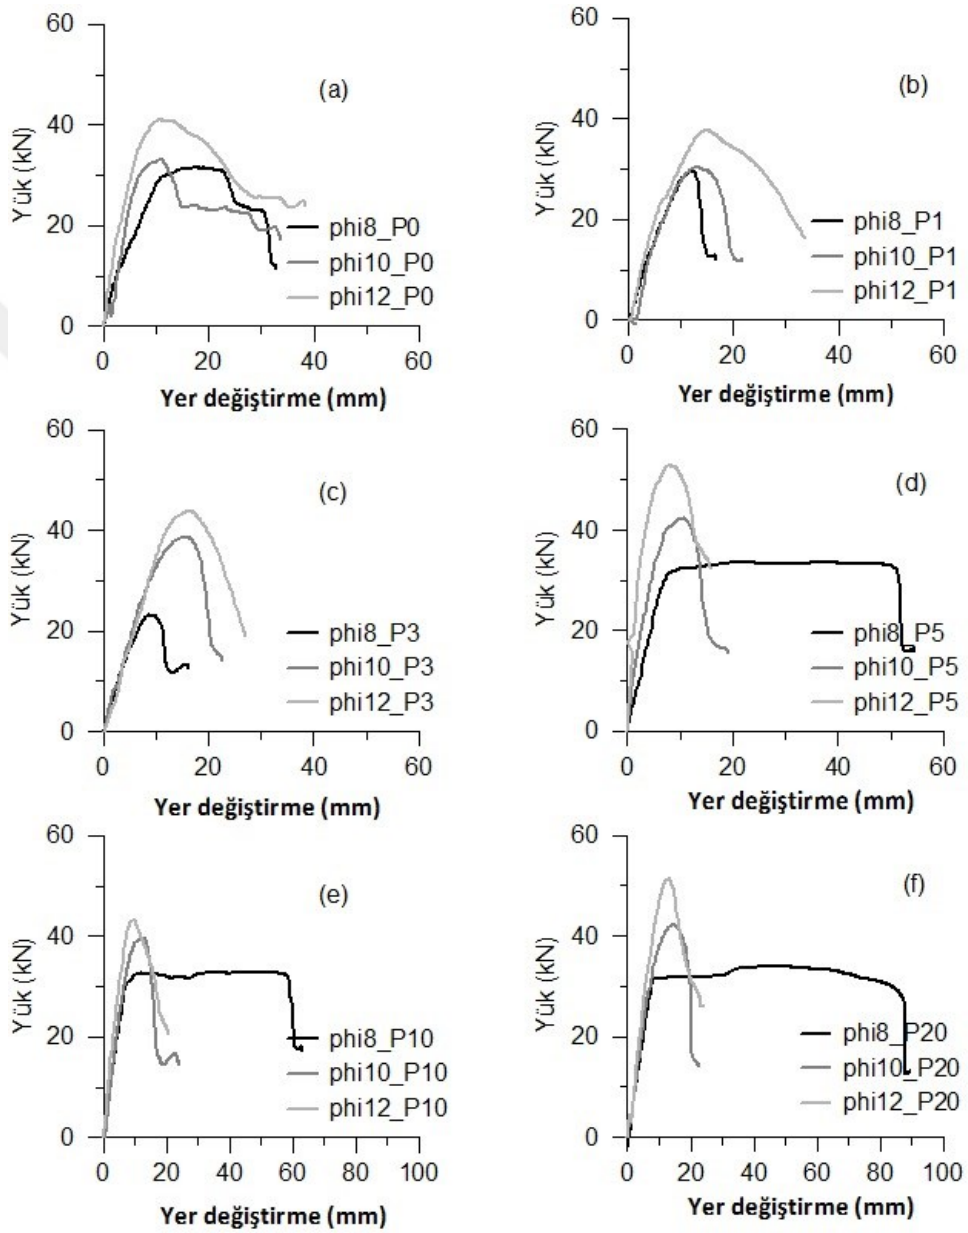 60
40
20
0
Yük (kN)
(a)
phi8_P0
phi10_P0
phi12_P0
0 20 40 60
Yer değiştirme (mm)
60
40
20
0
Yük (kN)
(b)
phi8_P1
phi10_P1
phi12_P1
0 20 40 60
Yer değiştirme (mm)
60
40
20
0
Yük (kN)
(c)
phi8_P3
phi10_P3
phi12_P3
0 20 40 60
Yer değiştirme (mm)
60
40
20
0
Yük (kN)
(d)
phi8_P5
phi10_P5
phi12_P5
0 20 40 60
Yer değiştirme (mm)
60
40
20
0
Yük (kN)
(e)
phi8_P10
phi10_P10
phi12_P10
0 20 40 60 80 100
Yer değiştirme (mm)
60
40
20
0
Yük (kN)
(f)
phi8_P20
phi10_P20
phi12_P20
0 20 40 60 80 100
Yer değiştirme (mm)